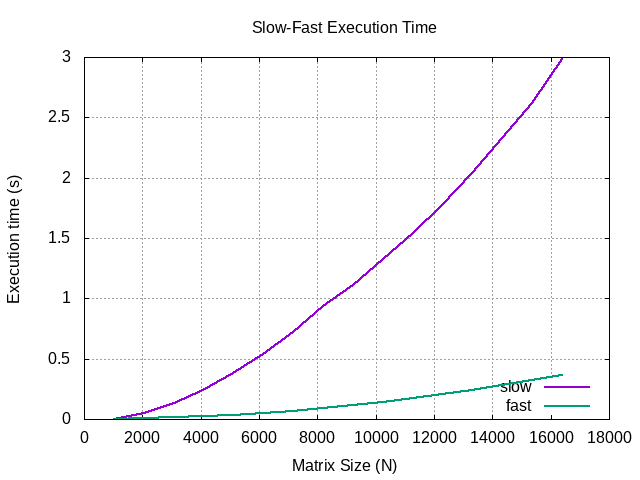 Slow-Fast Execution Time
3
2.5
2
1.5
1
0.5
0
Execution time (s)
slow
fast
0 2000 4000 6000 8000 10000 12000 14000 16000 18000
Matrix Size (N)